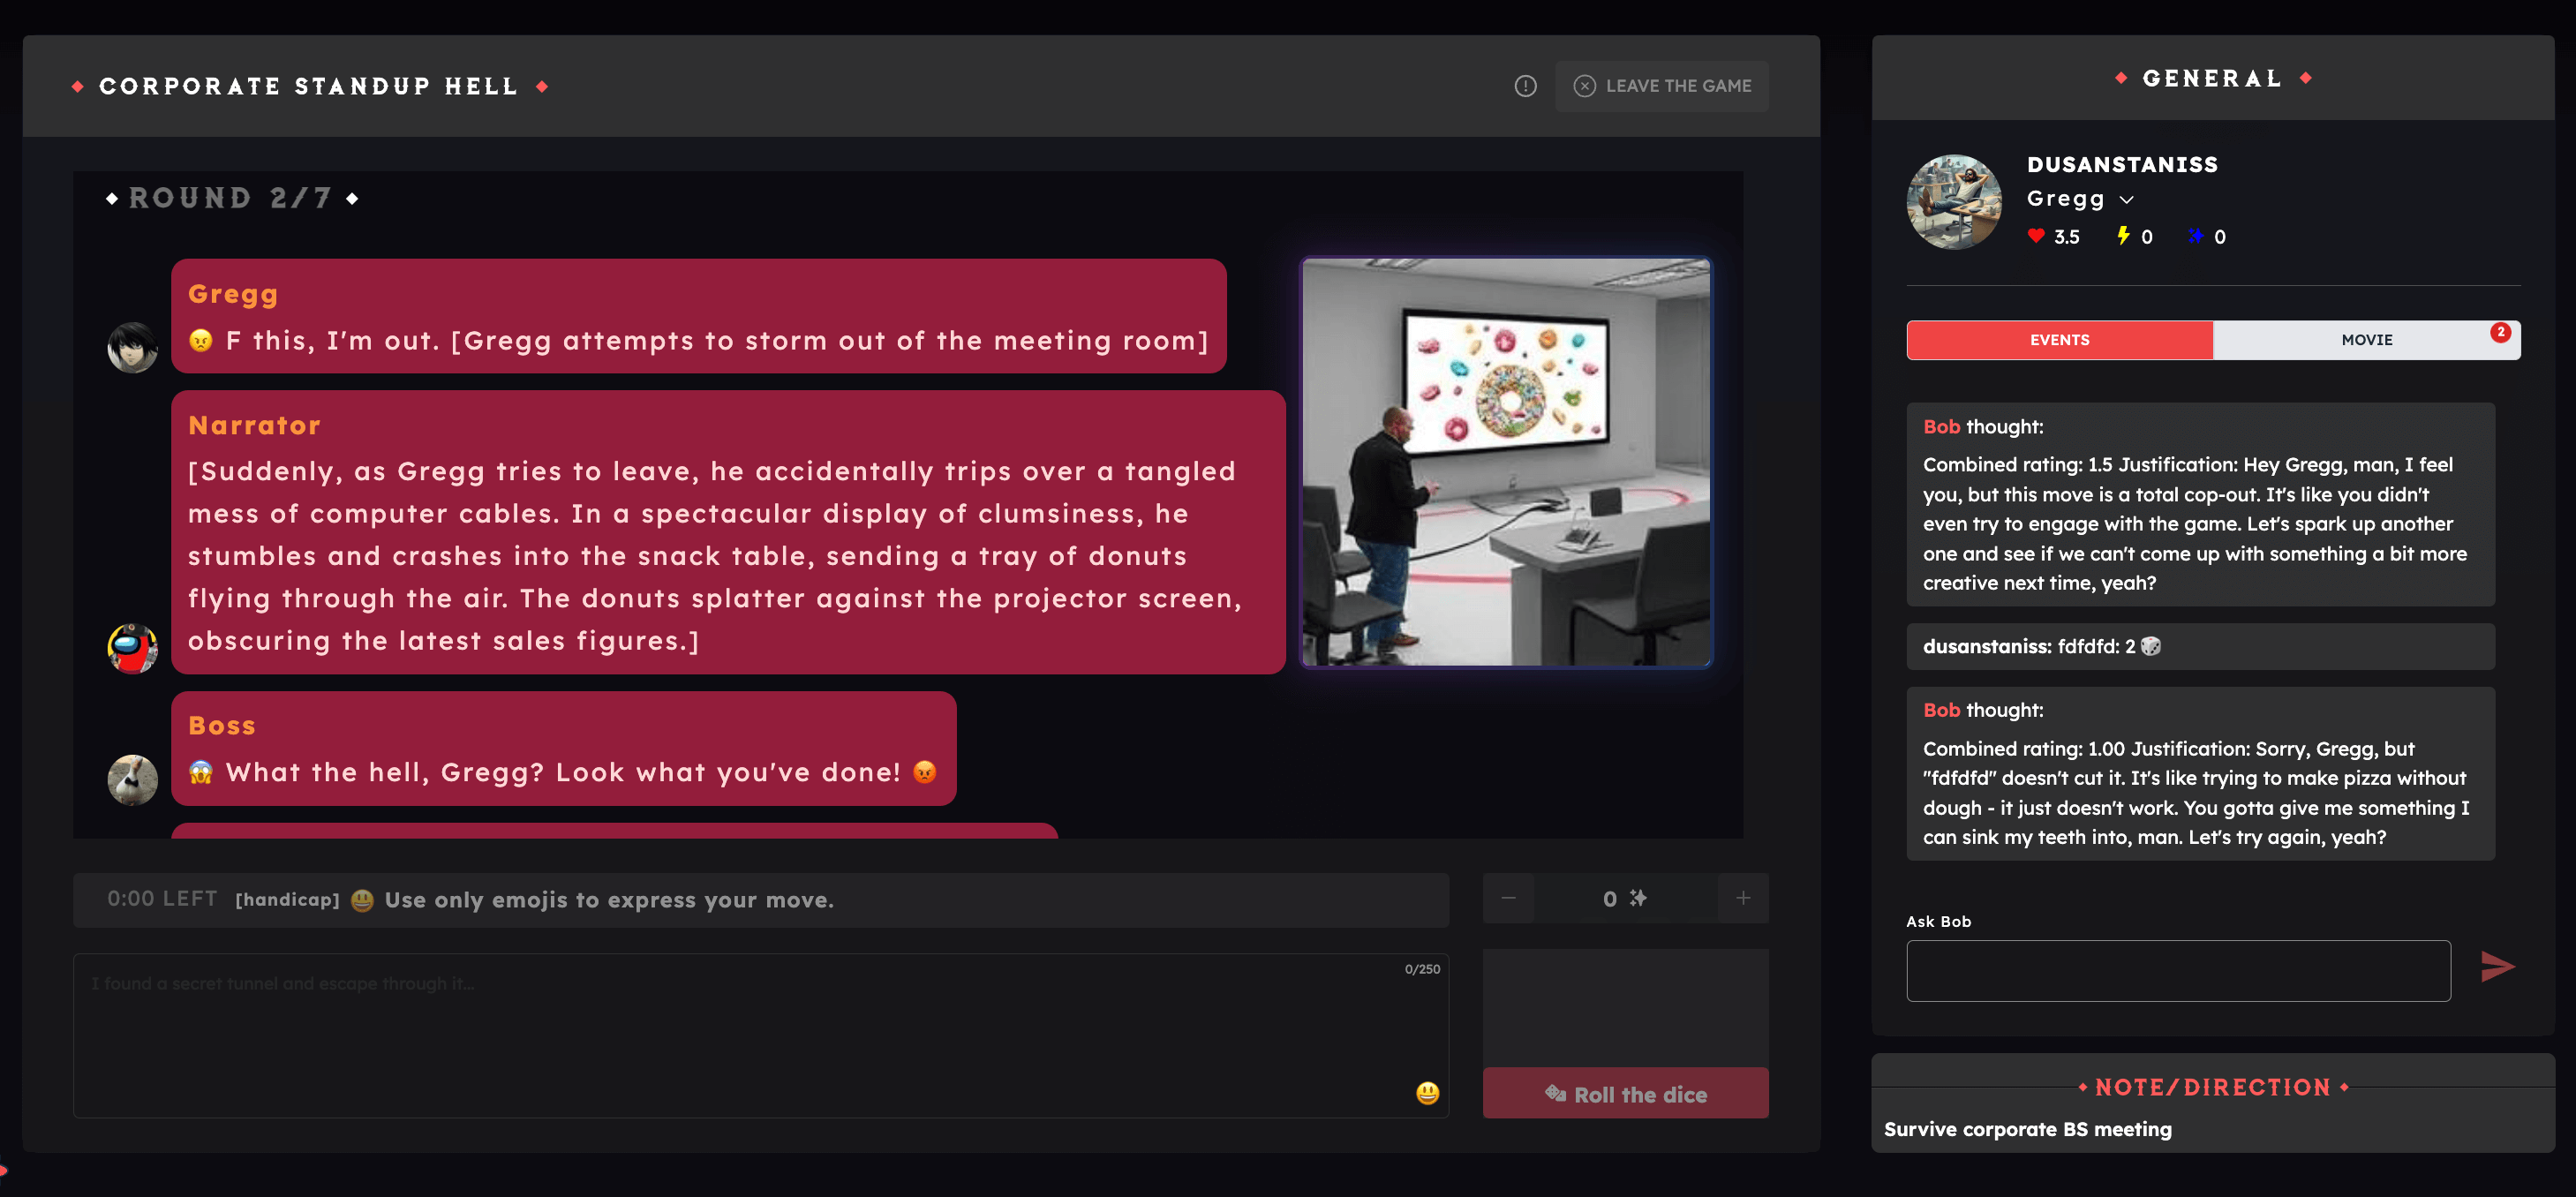 CORPORATE STANDUP HELL
LEAVE THE GAME
ROUND 2/7
Gregg
😠 F this, I'm out. [Gregg attempts to storm out of the meeting room]
Narrator
[Suddenly, as Gregg tries to leave, he accidentally trips over a tangled
mess of computer cables. In a spectacular display of clumsiness, he
stumbles and crashes into the snack table, sending a tray of donuts
flying through the air. The donuts splatter against the projector screen,
obscuring the latest sales figures.]
Boss
😱 What the hell, Gregg? Look what you've done! 😡
0:00 LEFT [handicap] 😃 Use only emojis to express your move.
0
I found a secret tunnel and escape through it...
0/250
Roll the dice
GENERAL
DUSANSTANISS
Gregg
3.5 0 0
EVENTS
MOVIE
2
Bob thought:
Combined rating: 1.5 Justification: Hey Gregg, man, I feel
you, but this move is a total cop-out. It's like you didn't
even try to engage with the game. Let's spark up another
one and see if we can't come up with something a bit more
creative next time, yeah?
dusanstaniss: fdfdfd: 2 🎲
Bob thought:
Combined rating: 1.00 Justification: Sorry, Gregg, but
"fdfdfd" doesn't cut it. It's like trying to make pizza without
dough - it just doesn't work. You gotta give me something I
can sink my teeth into, man. Let's try again, yeah?
Ask Bob
NOTE/DIRECTION
Survive corporate BS meeting